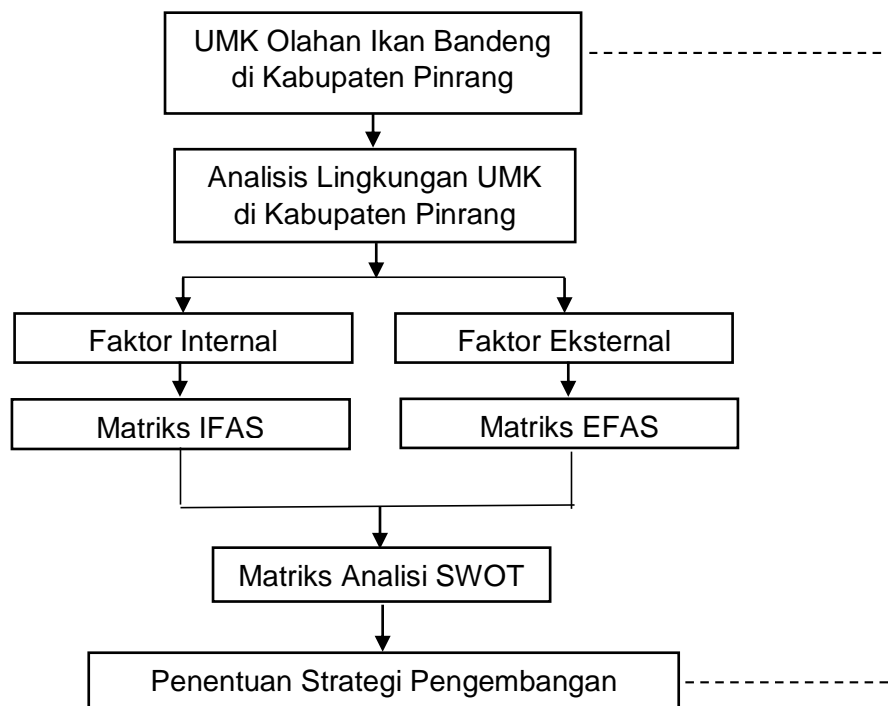 UMK Olahan Ikan Bandeng
di Kabupaten Pinrang
Analisis Lingkungan UMK
di Kabupaten Pinrang
Faktor Internal
Faktor Eksternal
Matriks IFAS
Matriks EFAS
Matriks Analisi SWOT
Penentuan Strategi Pengembangan